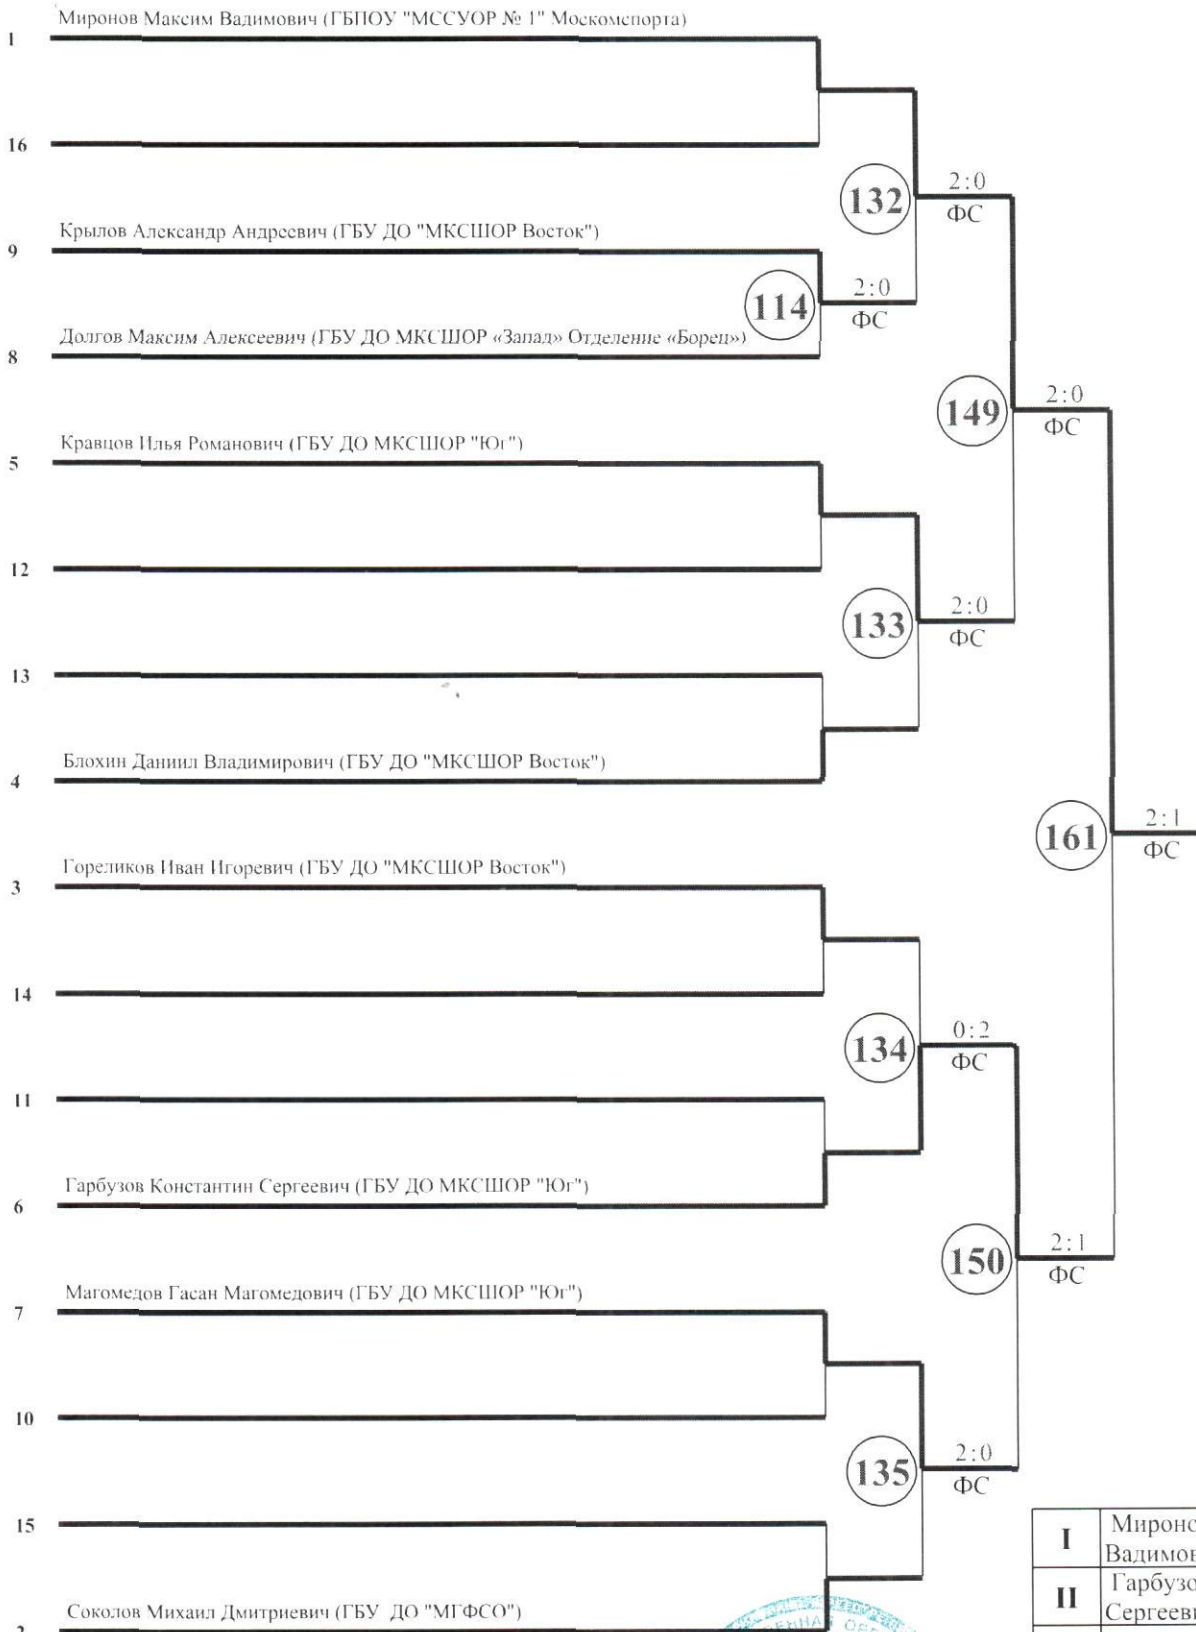 Миронов Максим Вадимович (ГБПОУ "МССУОР № 1" Москомспорта)
1
16
132
2:0
ФС
Крылов Александр Андреевич (ГБУ ДО "МКСШОР Восток")
9
114
2:0
ФС
Долгов Максим Алексеевич (ГБУ ДО МКСШОР «Запад» Отделение «Борец»)
8
149
2:0
ФС
Кравцов Илья Романович (ГБУ ДО МКСШОР "Юг")
5
12
133
2:0
ФС
13
Блохин Даниил Владимирович (ГБУ ДО "МКСШОР Восток")
4
161
2:1
ФС
Гореликов Иван Игоревич (ГБУ ДО "МКСШОР Восток")
3
14
134
0:2
ФС
11
Гарбузов Константин Сергеевич (ГБУ ДО МКСШОР "Юг")
6
150
2:1
ФС
Магомедов Гасан Магомедович (ГБУ ДО МКСШОР "Юг")
7
10
135
2:0
ФС
15
Соколов Михаил Дмитриевич (ГБУ ДО "МГФСО")
2
I
Миронс
Вадимов
II
Гарбузо
Сергееви